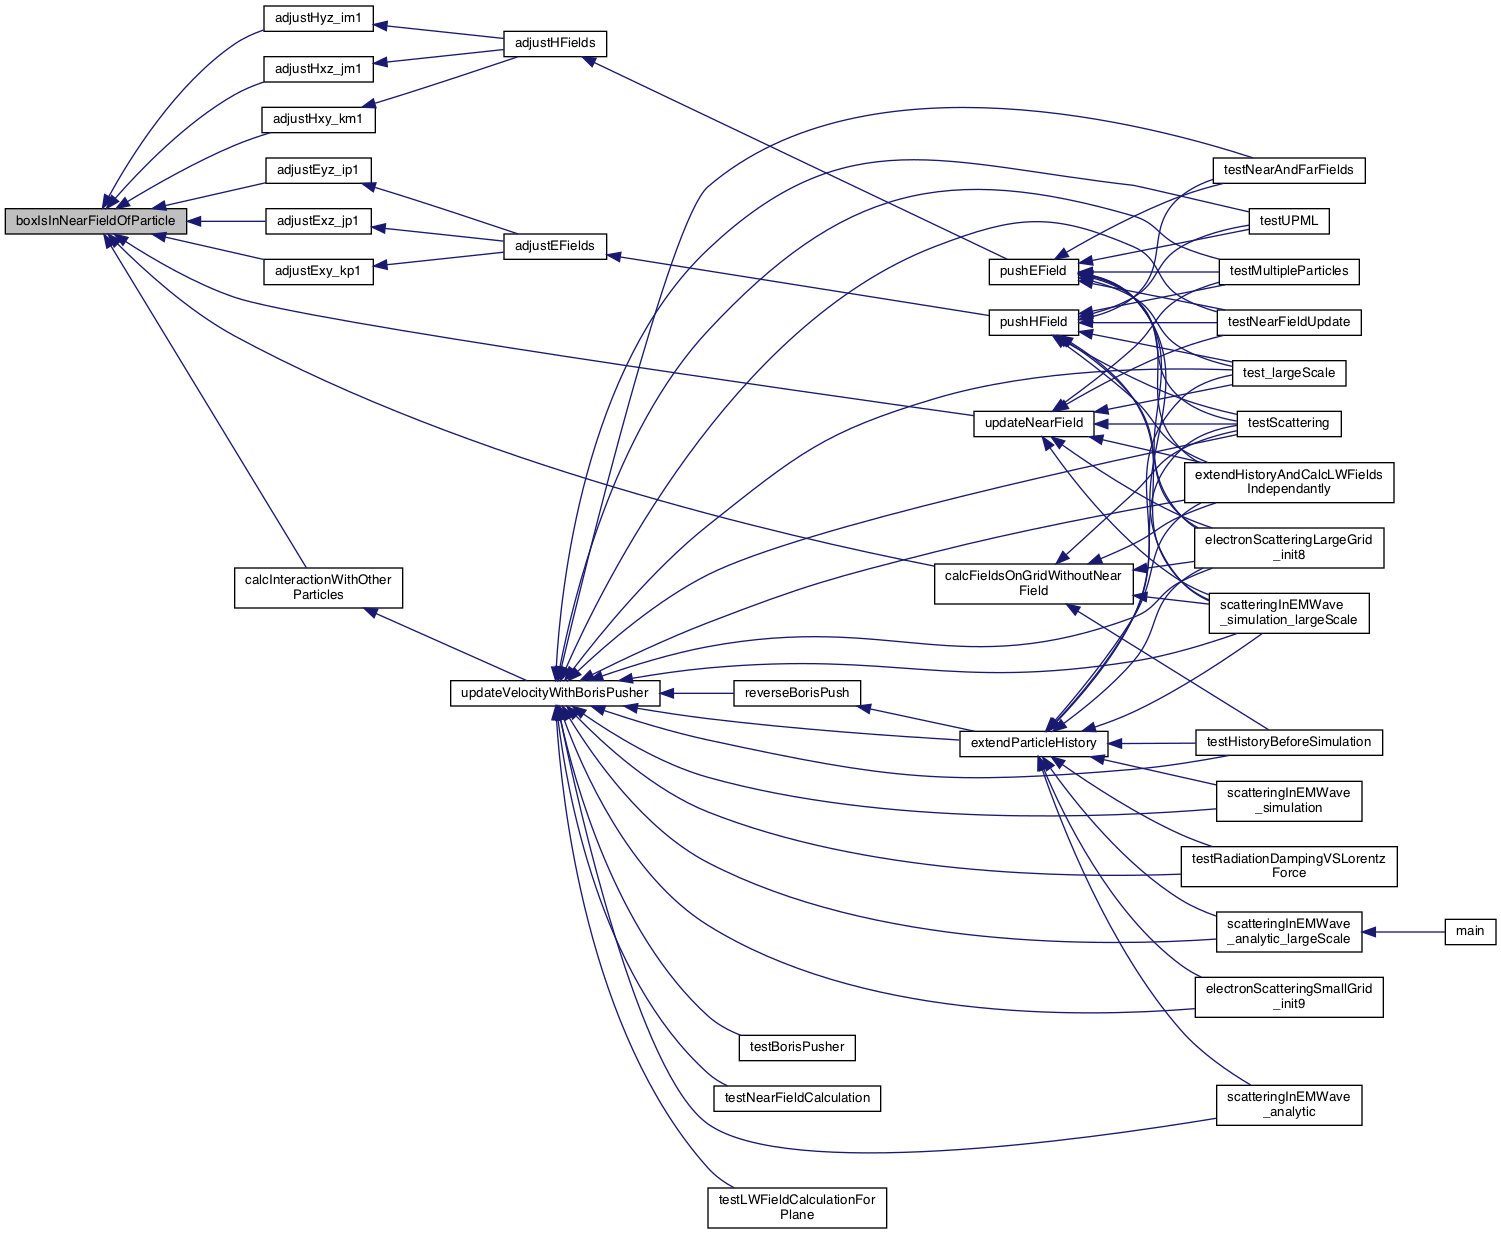 adjustHyz_im1
adjustHFields
adjustHxz_jm1
adjustHxy_km1
adjustEyz_ip1
testNearAndFarFields
boxIsInNearFieldOfParticle
adjustExz_jp1
testUPML
adjustEFields
adjustExy_kp1
pushEField
testMultipleParticles
pushHField
testNearFieldUpdate
test_largeScale
updateNearField
testScattering
extendHistoryAndCalcLWFields
Independantly
electronScatteringLargeGrid
_init8
calcInteractionWithOther
Particles
calcFieldsOnGridWithoutNear
Field
scatteringInEMWave
_simulation_largeScale
updateVelocityWithBorisPusher
reverseBorisPush
extendParticleHistory
testHistoryBeforeSimulation
scatteringInEMWave
_simulation
testRadiationDampingVSLorentz
Force
scatteringInEMWave
_analytic_largeScale
main
electronScatteringSmallGrid
_init9
testBorisPusher
testNearFieldCalculation
scatteringInEMWave
_analytic
testLWFieldCalculationFor
Plane